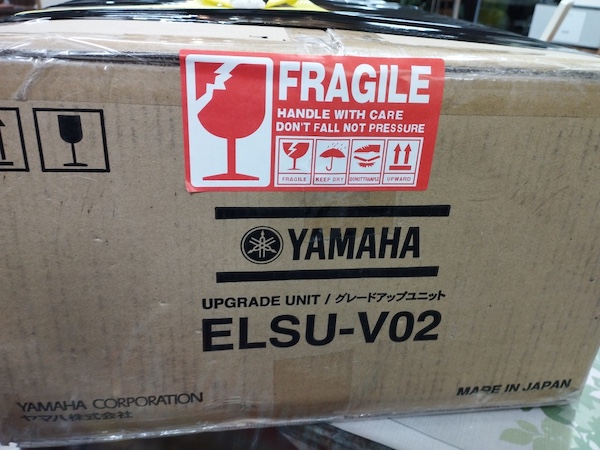 FRAGILE
HANDLE WITH CARE
DON'T FALL NOT PRESSURE
FRAGILE KEEP DRY DONOTTRAMPLE UPWARD
YAMAHA
UPGRADE UNIT / グレードアップユニット
ELSU-V02
YAMAHA CORPORATION
ヤマハ株式会社
MADE IN JAPAN